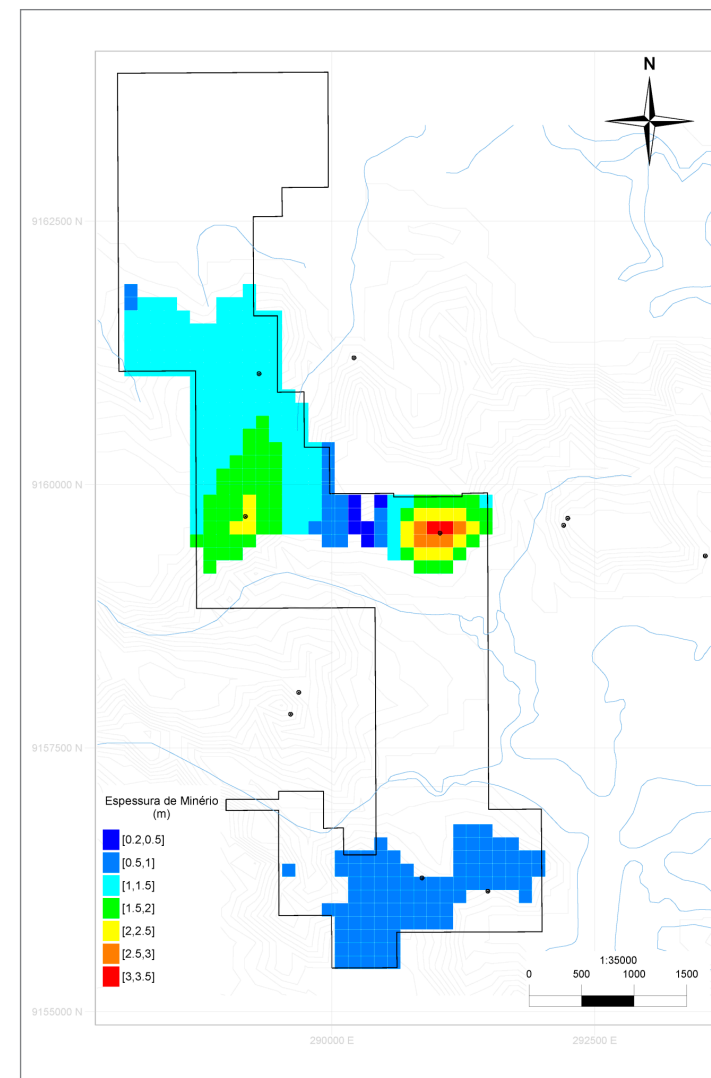 N
9162500 N
9160000 N
9157500 N
Espessura de Minério
(m)
[0.2,0.5]
[0.5,1]
[1,1.5]
[1.5,2]
[2,2.5]
[2.5,3]
[3,3.5]
1:35000
0 500 1000 1500
9155000 N
290000 E 292500 E